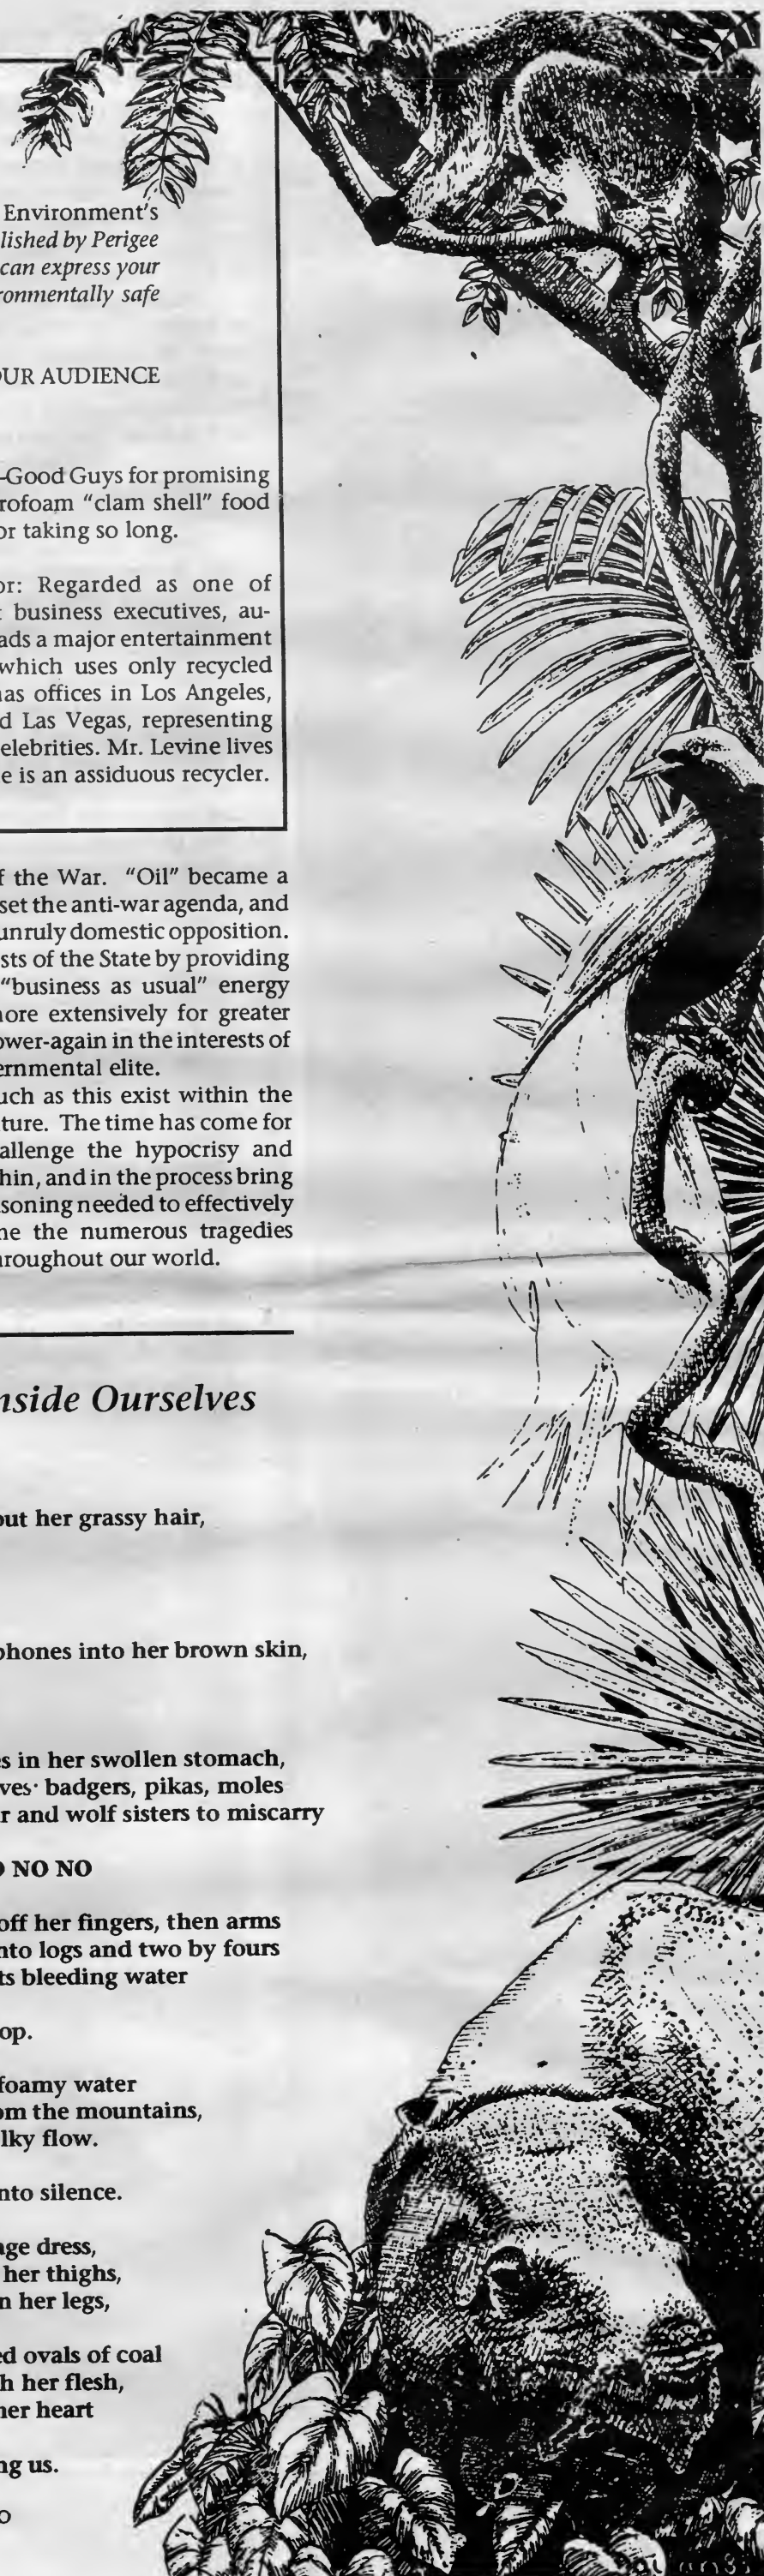 Environment's
lished by Perigee
can express your
ronmentally safe
OUR AUDIENCE
-Good Guys for promising
rofoam "clam shell" food
or taking so long.
or: Regarded as one of
t business executives, au-
ads a major entertainment
which uses only recycled
has offices in Los Angeles,
d Las Vegas, representing
elebrities. Mr. Levine lives
e is an assiduous recycler.
f the War. "Oil" became a
set the anti-war agenda, and
unruly domestic opposition.
sts of the State by providing
"business as usual" energy
more extensively for greater
ower-again in the interests of
ernmental elite.
uch as this exist within the
ture. The time has come for
allenge the hypocrisy and
hin, and in the process bring
soning needed to effectively
me the numerous tragedies
hroughout our world.
nside Ourselves
out her grassy hair,
phones into her brown skin,
es in her swollen stomach,
ves· badgers, pikas, moles
r and wolf sisters to miscarry
O NO NO
off her fingers, then arms
nto logs and two by fours
ts bleeding water
op.
foamy water
om the mountains,
lky flow.
nto silence.
age dress,
her thighs,
n her legs,
ed ovals of coal
h her flesh,
her heart
ng us.
o